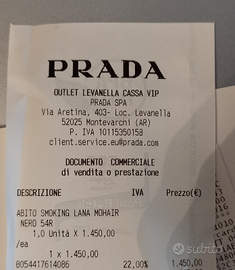 PRADA
OUTLET LEVANELLA CASSA VIP
PRADA SPA
Via Aretina, 403- Loc. Levanella
52025 Montevarchi (AR)
P. IVA 10115350158
client.service.eu@prada.com
DOCUMENTO COMMERCIALE
di vendita o prestazione
DESCRIZIONE IVA Prezzo(€)
ABITO SMOKING LANA MOHAIR
NERO 54R
1,0 Unità X 1.450,00
/ea
1 x 1.450,00
8054417614086 22,00% 1.450,00
subito